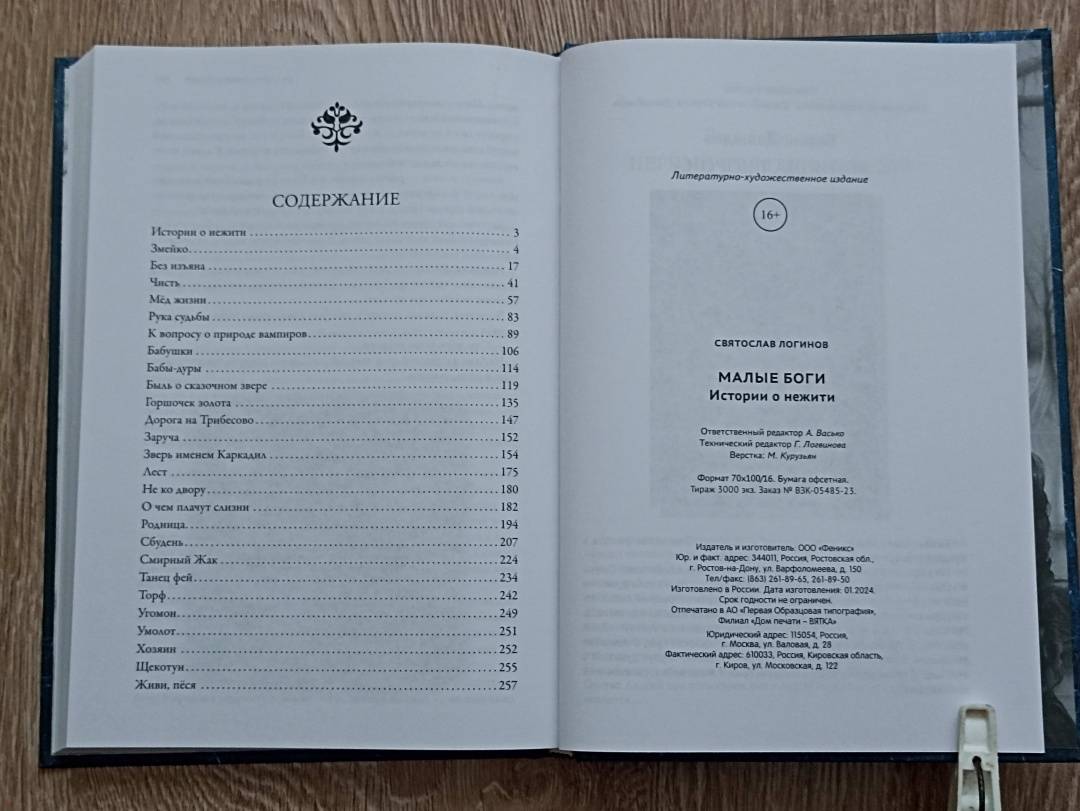 СОДЕРЖАНИЕ
Истории о нежити ........ 3
Змейко ........ 4
Без изъяна ........ 17
Чисть ........ 41
Мёд жизни ........ 57
Рука судьбы ........ 83
К вопросу о природе вампиров ........ 89
Бабушки ........ 106
Бабы-дуры ........ 114
Быль о сказочном звере ........ 119
Горшочек золота ........ 135
Дорога на Трибесово ........ 147
Заруча ........ 152
Зверь именем Каркадил ........ 154
Лест ........ 175
Не ко двору ........ 180
О чем плачут слизни ........ 182
Родница ........ 194
Сбудень ........ 207
Смирный Жак ........ 224
Танец фей ........ 234
Торф ........ 242
Угомон ........ 249
Умолот ........ 251
Хозяин ........ 252
Щекотун ........ 255
Живи, пёся ........ 257
Литературно-художественное издание
16+
СВЯТОСЛАВ ЛОГИНОВ
МАЛЫЕ БОГИ
Истории о нежити
Ответственный редактор А. Васько
Технический редактор Г. Логвинова
Верстка: М. Курузьян
Формат 70х100/16. Бумага офсетная.
Тираж 3000 экз. Заказ № ВЗК-05485-23.
Издатель и изготовитель: ООО «Феникс»
Юр. и факт. адрес: 344011, Россия, Ростовская обл.,
г. Ростов-на-Дону, ул. Варфоломеева, д. 150
Тел/факс: (863) 261-89-65, 261-89-50
Изготовлено в России. Дата изготовления: 01.2024.
Срок годности не ограничен.
Отпечатано в АО «Первая Образцовая типография»,
Филиал «Дом печати – ВЯТКА»
Юридический адрес: 115054, Россия,
г. Москва, ул. Валовая, д. 28
Фактический адрес: 610033, Россия, Кировская область,
г. Киров, ул. Московская, д. 122